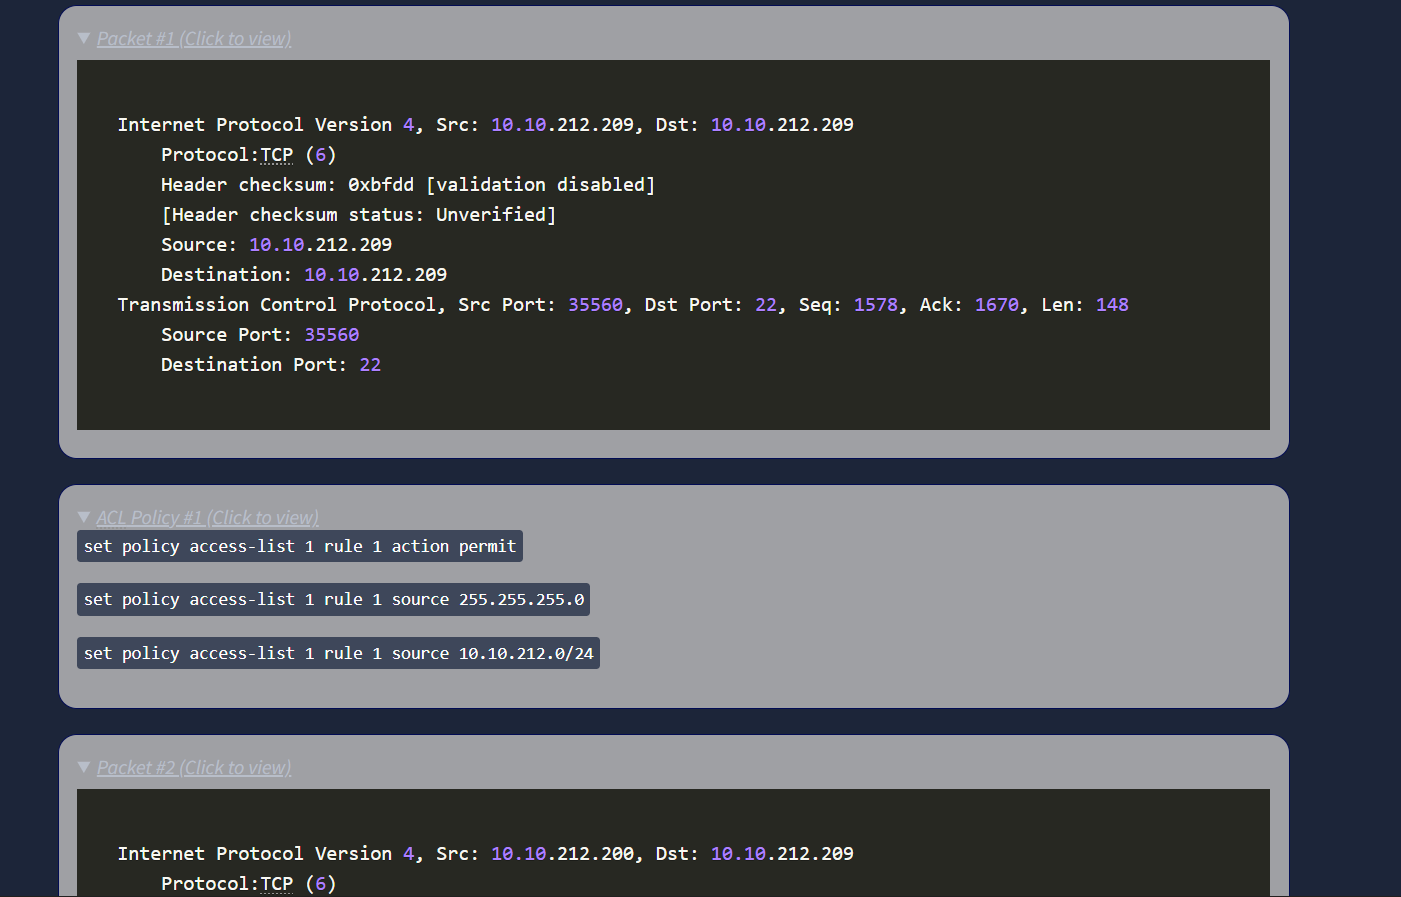 ▼ Packet #1 (Click to view)
Internet Protocol Version 4, Src: 10.10.212.209, Dst: 10.10.212.209
Protocol:TCP (6)
Header checksum: 0xbfdd [validation disabled]
[Header checksum status: Unverified]
Source: 10.10.212.209
Destination: 10.10.212.209
Transmission Control Protocol, Src Port: 35560, Dst Port: 22, Seq: 1578, Ack: 1670, Len: 148
Source Port: 35560
Destination Port: 22
▼ ACL Policy #1 (Click to view)
set policy access-list 1 rule 1 action permit
set policy access-list 1 rule 1 source 255.255.255.0
set policy access-list 1 rule 1 source 10.10.212.0/24
▼ Packet #2 (Click to view)
Internet Protocol Version 4, Src: 10.10.212.200, Dst: 10.10.212.209
Protocol:TCP (6)